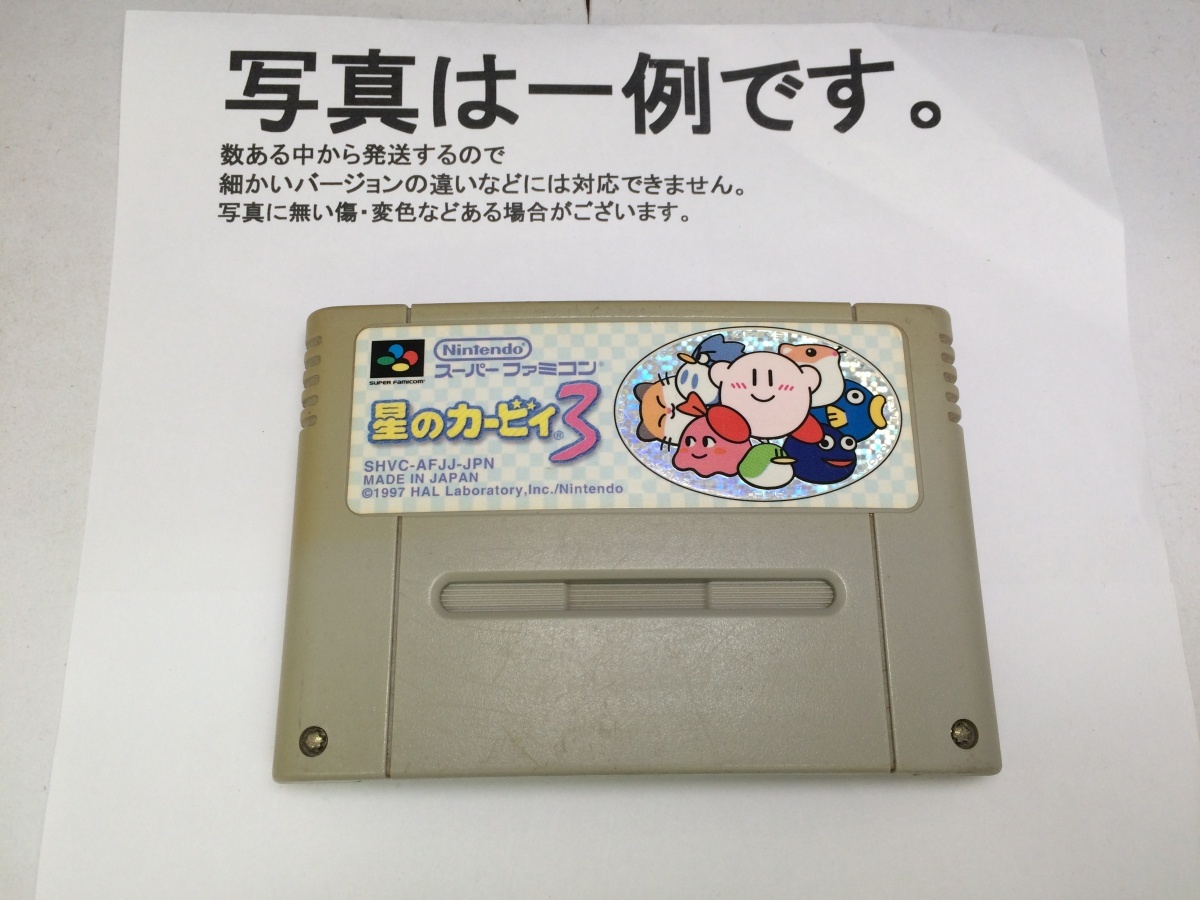 写真は一例です。
数ある中から発送するので
細かいバージョンの違いなどには対応できません。
写真に無い傷・変色などある場合がございます。
SUPER FAMICOM
Nintendo®
スーパーファミコン®
星のカービィ®3
SHVC-AFJJ-JPN
MADE IN JAPAN
©1997 HAL Laboratory,Inc./Nintendo